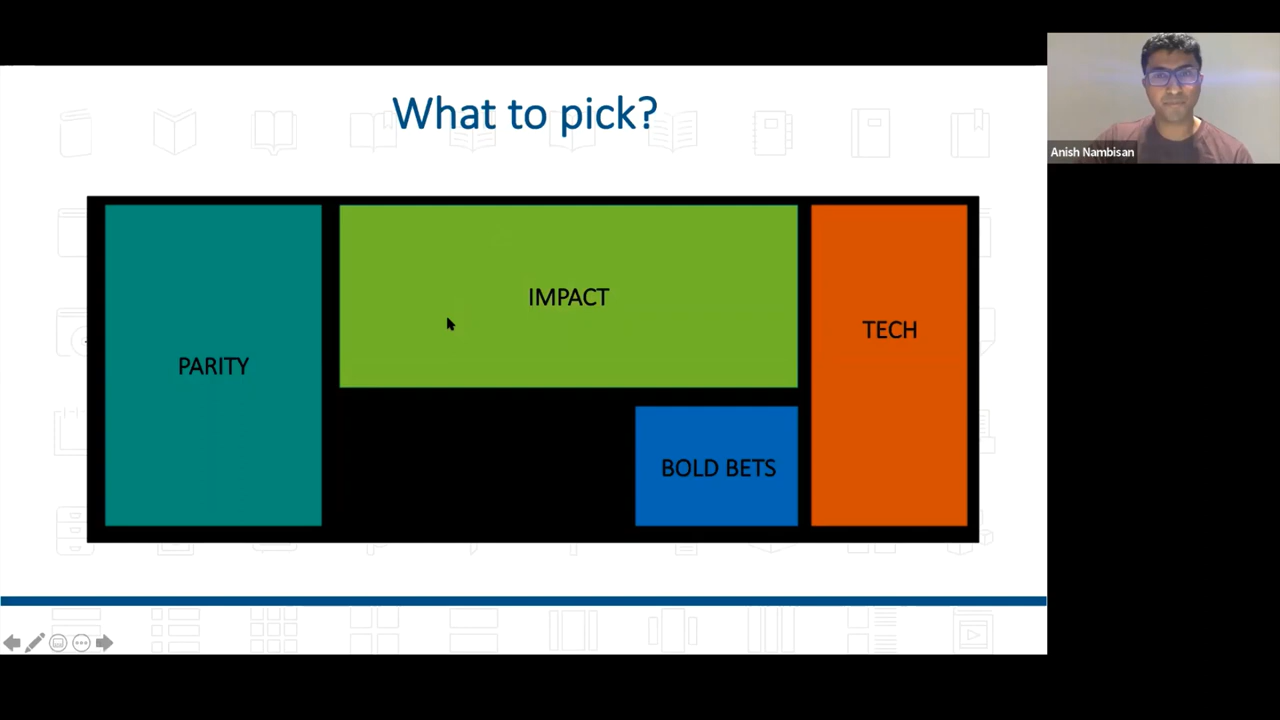 What to pick?
Anish Nambisan
IMPACT
TECH
PARITY
BOLD BETS